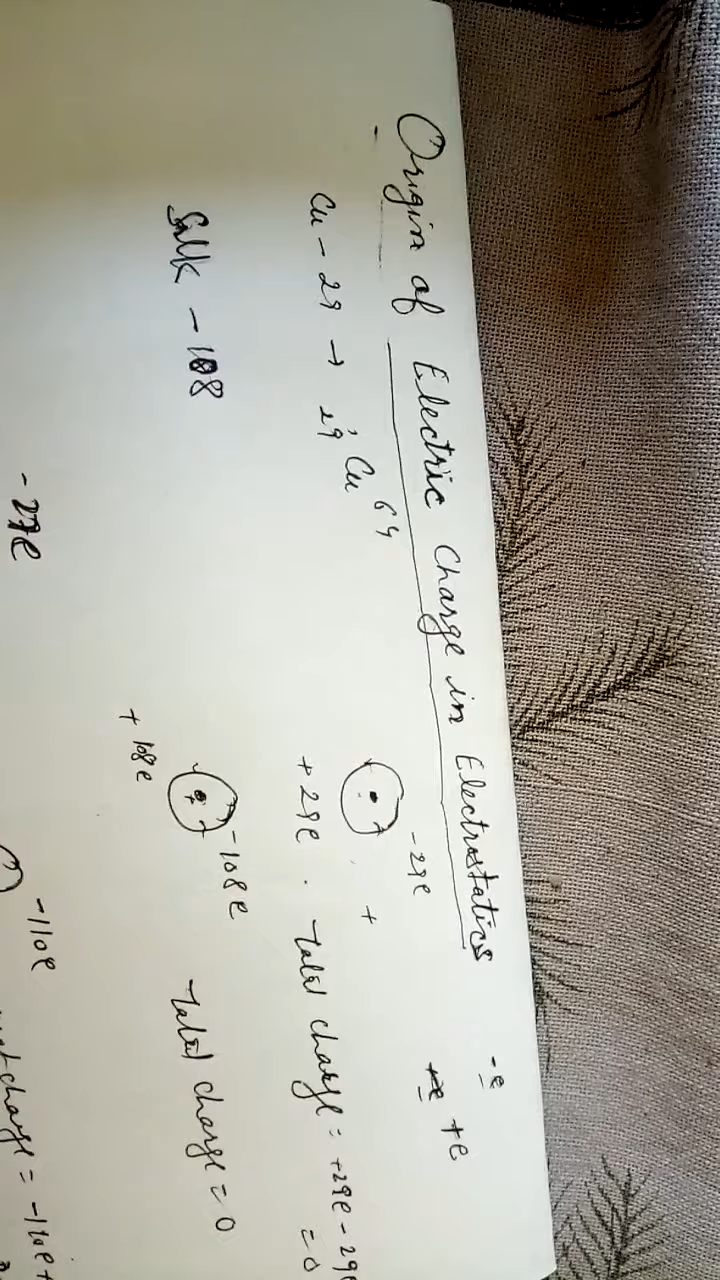 Origin of Electric Charge in Electrostatics
-e
+e +e
Cu - 29 → 29 Cu 64
-29e
+
+29e . Total charge = +29e - 29e
= 0
Silk - 108
-108e
+108e
Total charge = 0
-27e
-110e
charge = -110e +